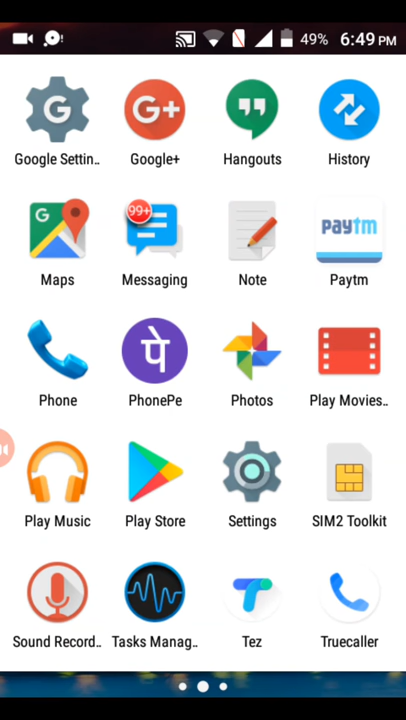 49% 6:49 PM
G G+
Google Settin.. Google+ Hangouts History
G 99+ paytm
Maps Messaging Note Paytm
पे
Phone PhonePe Photos Play Movies..
Play Music Play Store Settings SIM2 Toolkit
Sound Record.. Tasks Manag.. Tez Truecaller